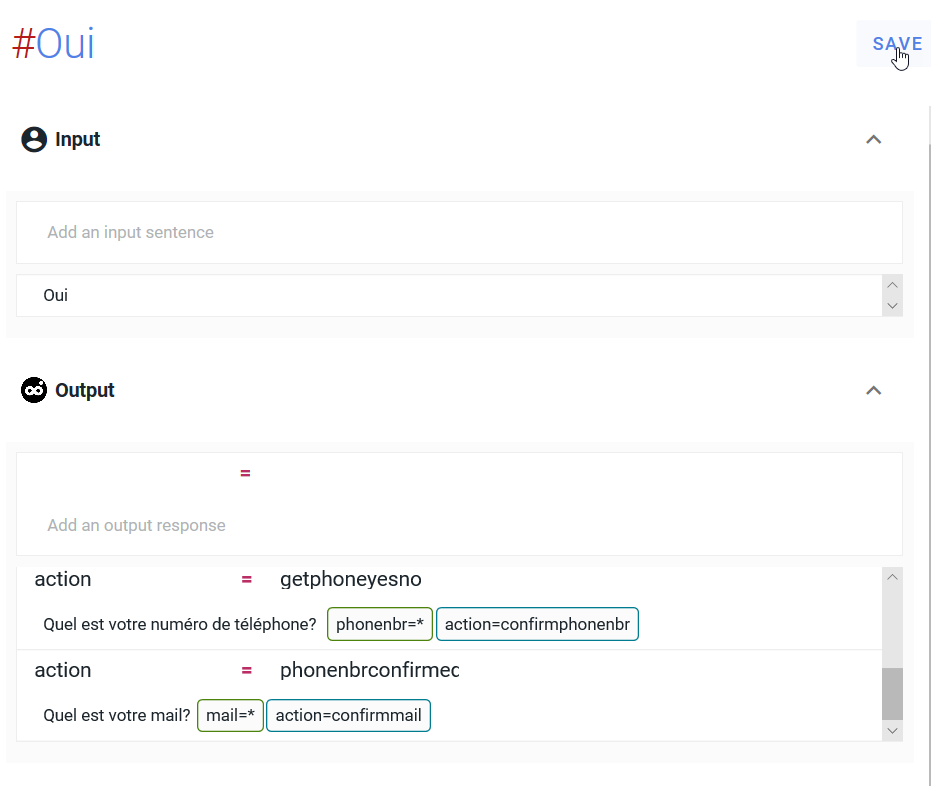 #Oui
SAVE
Input
Add an input sentence
Oui
Output
=
Add an output response
action = getphoneyesno
Quel est votre numéro de téléphone? phonenbr=* action=confirmphonenbr
action = phonenbrconfirmec
Quel est votre mail? mail=* action=confirmmail